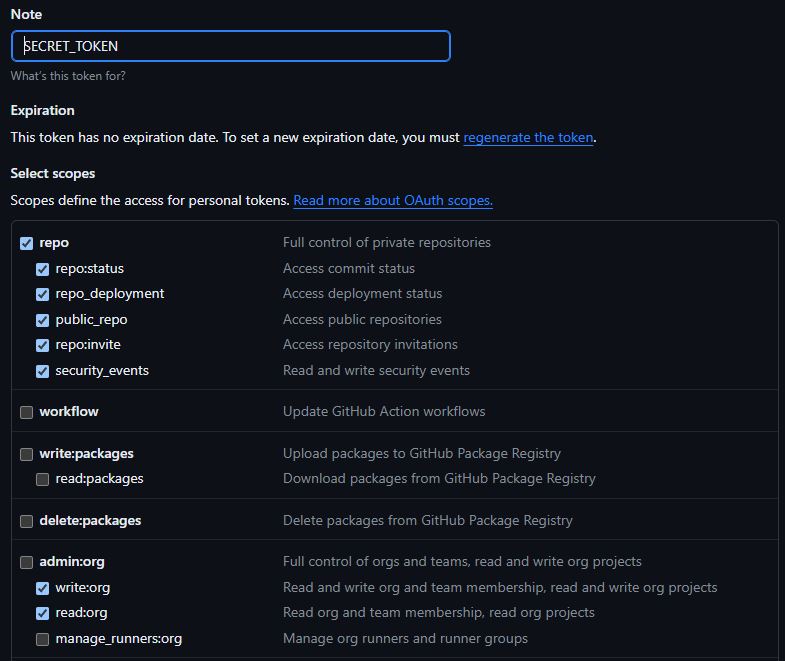 Note
SECRET_TOKEN
What's this token for?
Expiration
This token has no expiration date. To set a new expiration date, you must regenerate the token.
Select scopes
Scopes define the access for personal tokens. Read more about OAuth scopes.
repo Full control of private repositories
repo:status Access commit status
repo_deployment Access deployment status
public_repo Access public repositories
repo:invite Access repository invitations
security_events Read and write security events
workflow Update GitHub Action workflows
write:packages Upload packages to GitHub Package Registry
read:packages Download packages from GitHub Package Registry
delete:packages Delete packages from GitHub Package Registry
admin:org Full control of orgs and teams, read and write org projects
write:org Read and write org and team membership, read and write org projects
read:org Read org and team membership, read org projects
manage_runners:org Manage org runners and runner groups